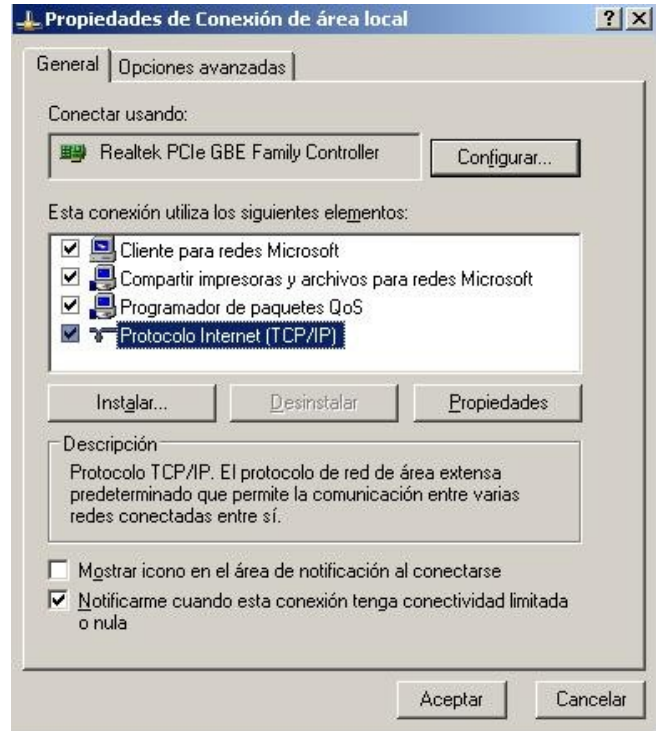 Propiedades de Conexión de área local
General
Opciones avanzadas
Conectar usando:
Realtek PCIe GBE Family Controller
Configurar...
Esta conexión utiliza los siguientes elementos:
Cliente para redes Microsoft
Compartir impresoras y archivos para redes Microsoft
Programador de paquetes QoS
Protocolo Internet (TCP/IP)
Instalar...
Desinstalar
Propiedades
Descripción
Protocolo TCP/IP. El protocolo de red de área extensa
predeterminado que permite la comunicación entre varias
redes conectadas entre sí.
Mostrar icono en el área de notificación al conectarse
Notificarme cuando esta conexión tenga conectividad limitada
o nula
Aceptar
Cancelar